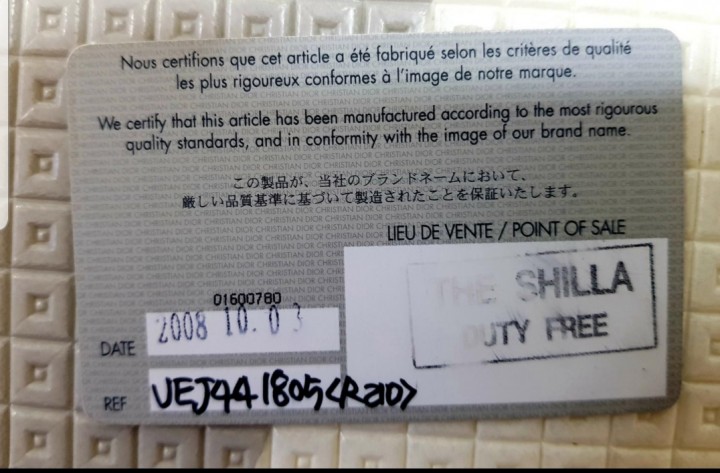 Nous certifions que cet article a été fabriqué selon les critères de qualité
les plus rigoureux conformes à l'image de notre marque.
We certify that this article has been manufactured according to the most rigourous
quality standards, and in conformity with the image of our brand name.
この製品が、当社のブランドネームにおいて、
厳しい品質基準に基づいて製造されたことを保証いたします。
LIEU DE VENTE / POINT OF SALE
THE SHILLA
DUTY FREE
01600780
DATE 2008 10. 03
REF VEJ441805<Rao>